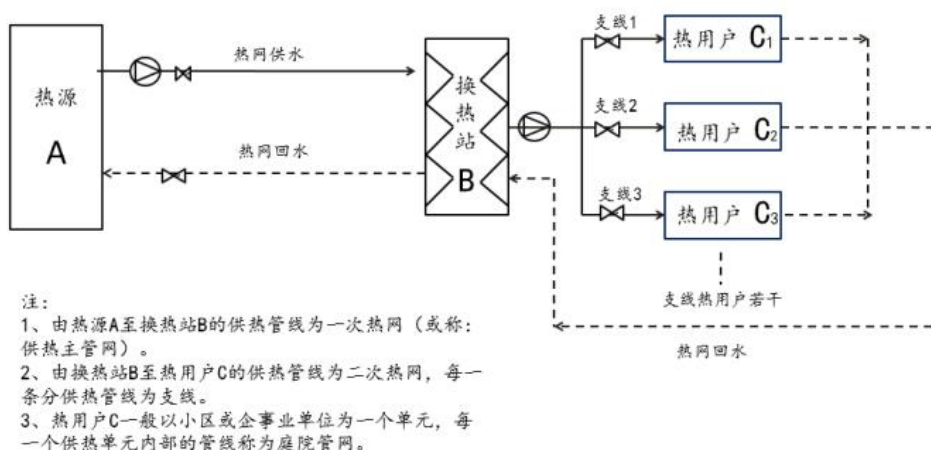 支线1
热用户 C1
热网供水
热源
A
换热站
B
支线2
热用户 C2
热网回水
支线3
热用户 C3
支线热用户若干
热网回水
注：
1、由热源A至换热站B的供热管线为一次热网（或称：
供热主管网）。
2、由换热站B至热用户C的供热管线为二次热网，每一
条分供热管线为支线。
3、热用户C一般以小区或企事业单位为一个单元，每
一个供热单元内部的管线称为庭院管网。